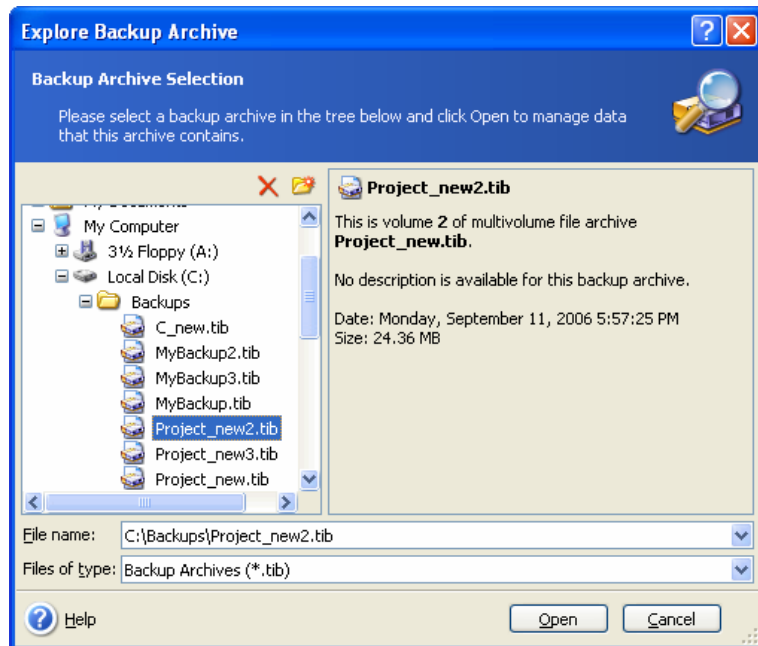 Explore Backup Archive
Backup Archive Selection
Please select a backup archive in the tree below and click Open to manage data
that this archive contains.
My Documents
My Computer
3½ Floppy (A:)
Local Disk (C:)
Backups
C_new.tib
MyBackup2.tib
MyBackup3.tib
MyBackup.tib
Project_new2.tib
Project_new3.tib
Project_new.tib
Project_new2.tib
This is volume 2 of multivolume file archive
Project_new.tib.
No description is available for this backup archive.
Date: Monday, September 11, 2006 5:57:25 PM
Size: 24.36 MB
File name: C:\Backups\Project_new2.tib
Files of type: Backup Archives (*.tib)
Help
Open
Cancel